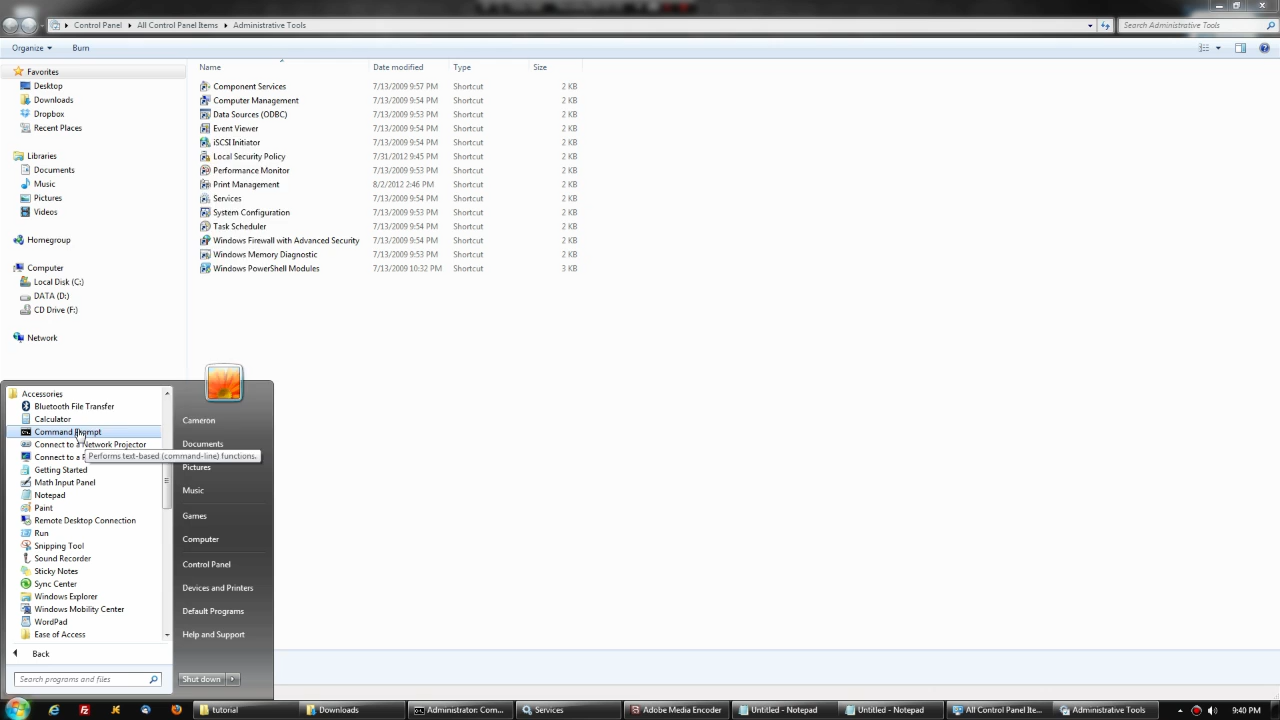 Control Panel ▸ All Control Panel Items ▸ Administrative Tools
Search Administrative Tools
Organize
Burn
Name
Date modified
Type
Size
Favorites
Desktop
Downloads
Dropbox
Recent Places
Libraries
Documents
Music
Pictures
Videos
Homegroup
Computer
Local Disk (C:)
DATA (D:)
CD Drive (F:)
Network
Component Services 7/13/2009 9:57 PM Shortcut 2 KB
Computer Management 7/13/2009 9:54 PM Shortcut 2 KB
Data Sources (ODBC) 7/13/2009 9:53 PM Shortcut 2 KB
Event Viewer 7/13/2009 9:54 PM Shortcut 2 KB
iSCSI Initiator 7/13/2009 9:54 PM Shortcut 2 KB
Local Security Policy 7/31/2012 9:45 PM Shortcut 2 KB
Performance Monitor 7/13/2009 9:53 PM Shortcut 2 KB
Print Management 8/2/2012 2:46 PM Shortcut 2 KB
Services 7/13/2009 9:54 PM Shortcut 2 KB
System Configuration 7/13/2009 9:53 PM Shortcut 2 KB
Task Scheduler 7/13/2009 9:54 PM Shortcut 2 KB
Windows Firewall with Advanced Security 7/13/2009 9:54 PM Shortcut 2 KB
Windows Memory Diagnostic 7/13/2009 9:53 PM Shortcut 2 KB
Windows PowerShell Modules 7/13/2009 10:32 PM Shortcut 3 KB
Accessories
Bluetooth File Transfer
Calculator
Command Prompt
Connect to a Network Projector
Connect to a
Performs text-based (command-line) functions.
Getting Started
Math Input Panel
Notepad
Paint
Remote Desktop Connection
Run
Snipping Tool
Sound Recorder
Sticky Notes
Sync Center
Windows Explorer
Windows Mobility Center
WordPad
Ease of Access
Back
Search programs and files
Cameron
Documents
Pictures
Music
Games
Computer
Control Panel
Devices and Printers
Default Programs
Help and Support
Shut down
tutorial
Downloads
Administrator: Com...
Services
Adobe Media Encoder
Untitled - Notepad
Untitled - Notepad
All Control Panel Ite...
Administrative Tools
9:40 PM